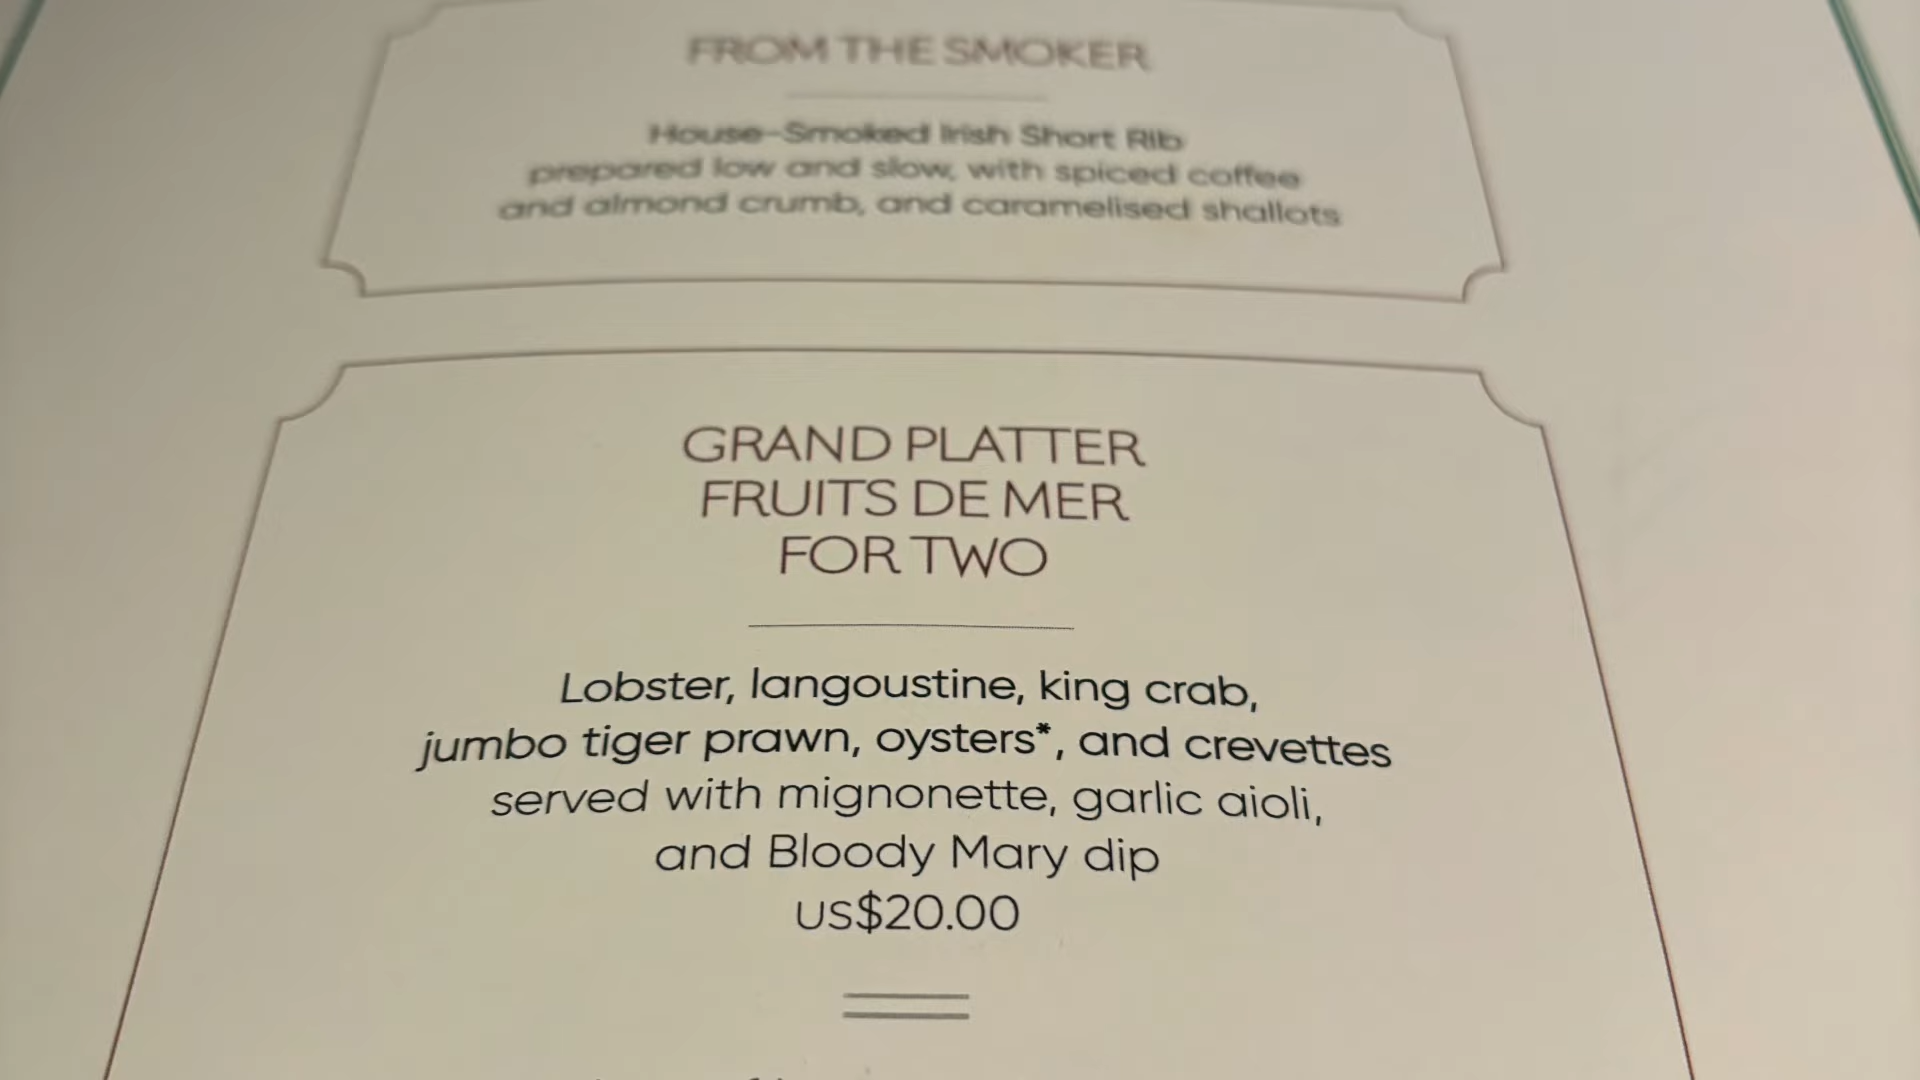 FROM THE SMOKER
House-Smoked Irish Short Rib
prepared low and slow, with spiced coffee
and almond crumb, and caramelised shallots
GRAND PLATTER
FRUITS DE MER
FOR TWO
Lobster, langoustine, king crab,
jumbo tiger prawn, oysters*, and crevettes
served with mignonette, garlic aioli,
and Bloody Mary dip
US$20.00